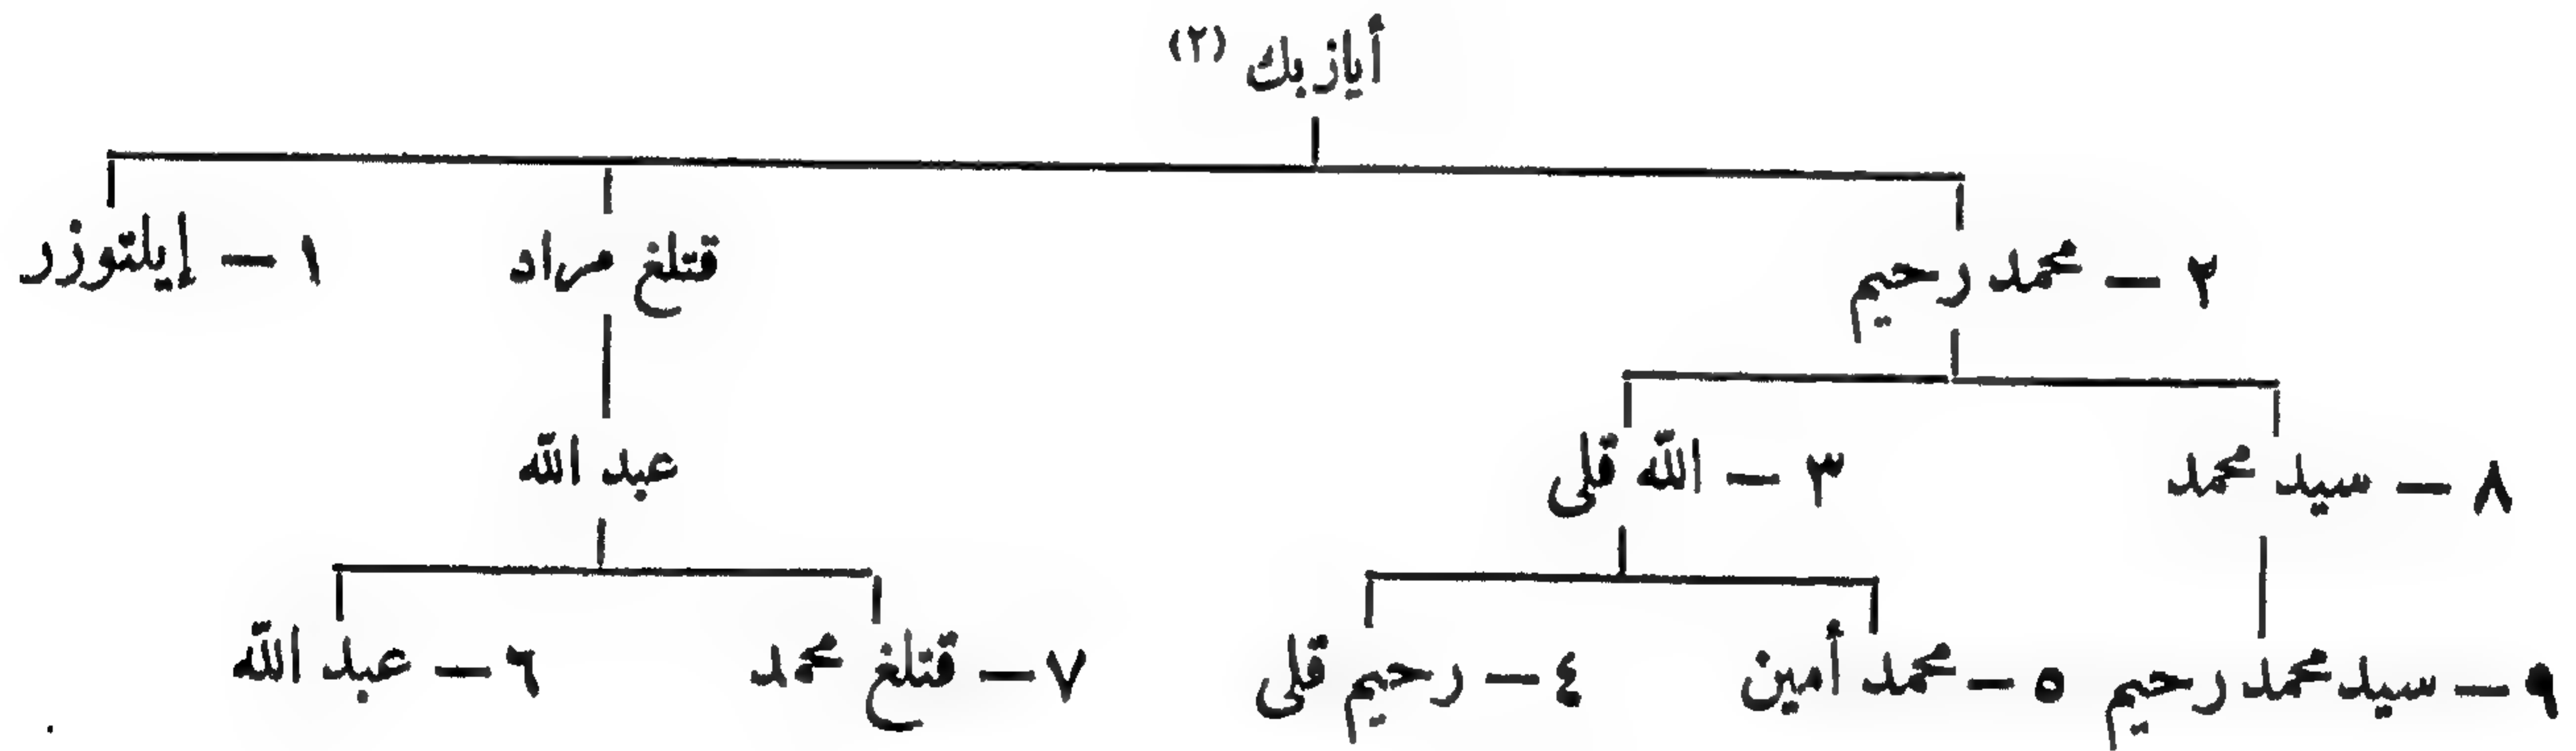 أيازبك (٢)
٢ — محمد رحيم قتلغ مراد ١ — إيلتوزر
٨ — سيد محمد ٣ — الله قلى عبد الله
٩ — سيد محمد رحيم ٥ — محمد أمين ٤ — رحيم قلى ٧ — قتلغ محمد ٦ — عبد الله